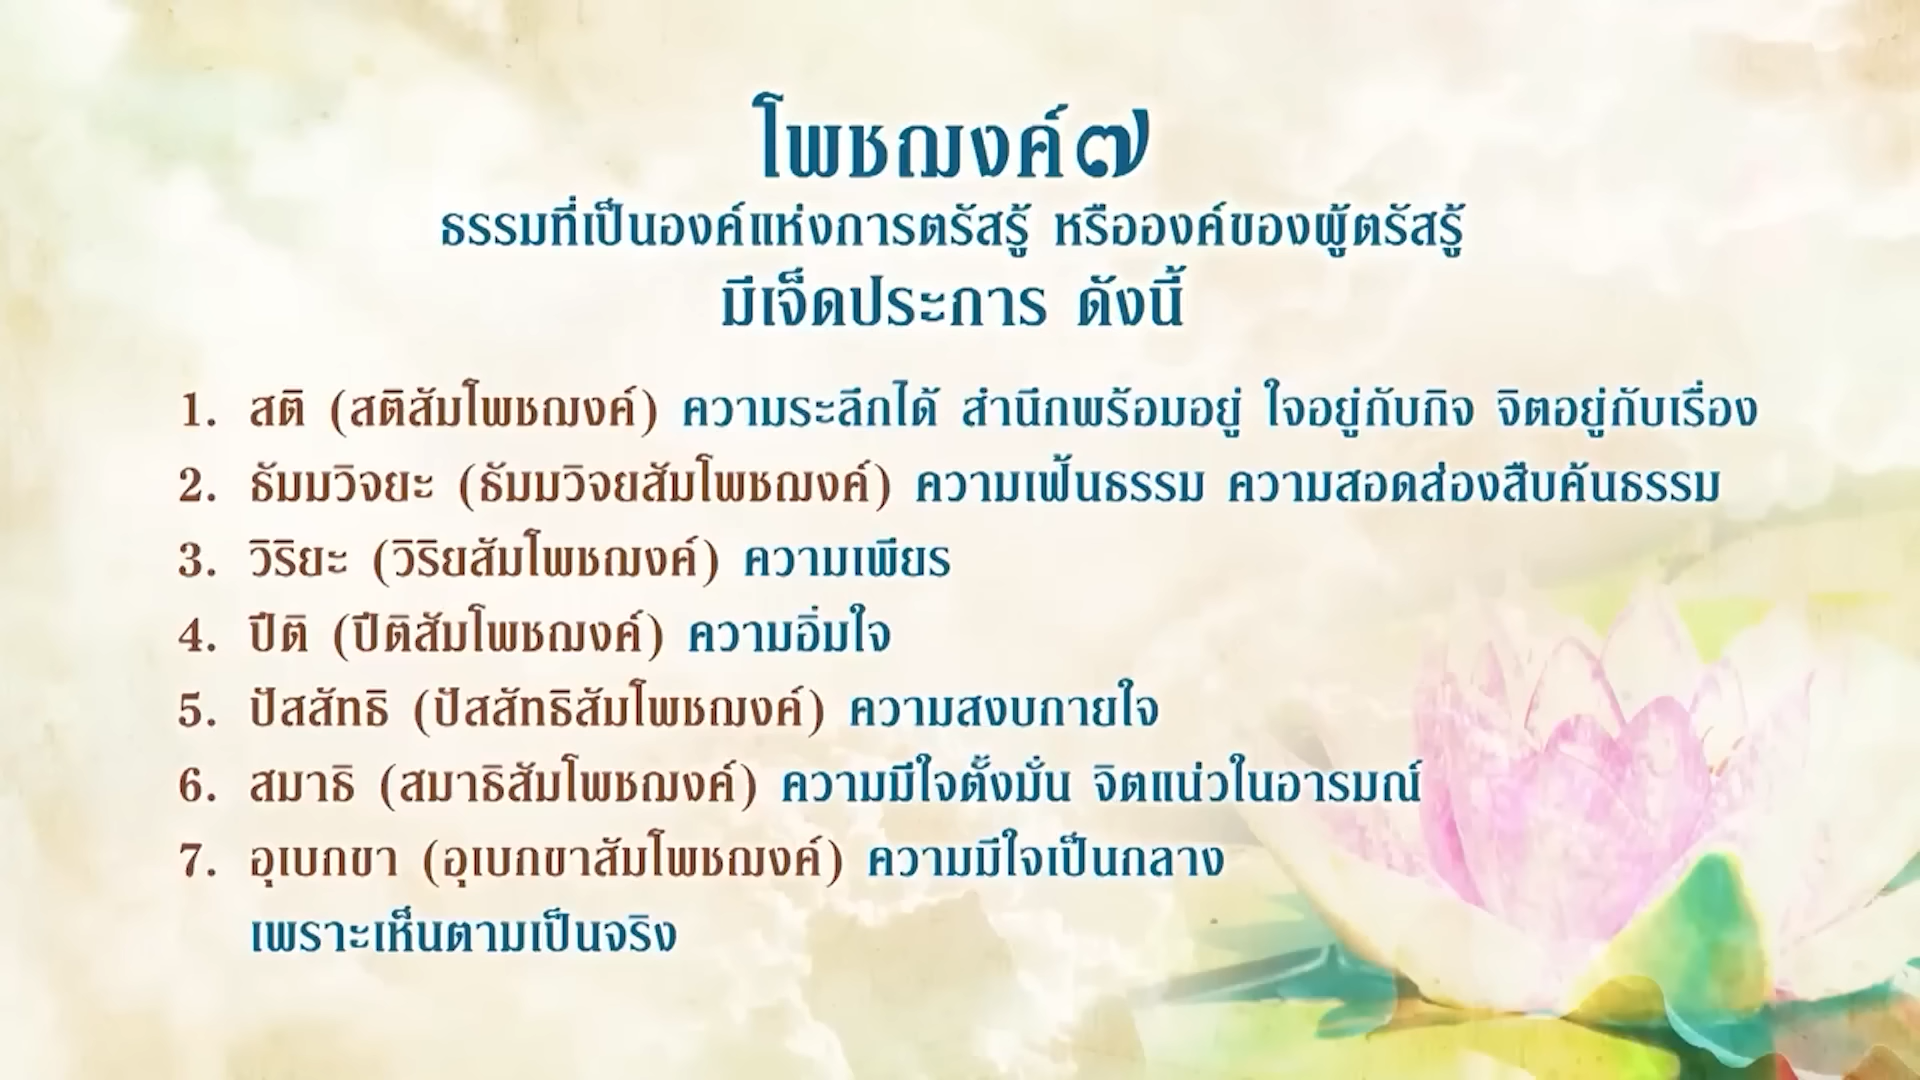 โพชฌงค์๗
ธรรมที่เป็นองค์แห่งการตรัสรู้ หรือองค์ของผู้ตรัสรู้
มีเจ็ดประการ ดังนี้
1. สติ (สติสัมโพชฌงค์) ความระลึกได้ สำนึกพร้อมอยู่ ใจอยู่กับกิจ จิตอยู่กับเรื่อง
2. ธัมมวิจยะ (ธัมมวิจยสัมโพชฌงค์) ความเฟ้นธรรม ความสอดส่องสืบค้นธรรม
3. วิริยะ (วิริยสัมโพชฌงค์) ความเพียร
4. ปีติ (ปีติสัมโพชฌงค์) ความอิ่มใจ
5. ปัสสัทธิ (ปัสสัทธิสัมโพชฌงค์) ความสงบกายใจ
6. สมาธิ (สมาธิสัมโพชฌงค์) ความมีใจตั้งมั่น จิตแน่วในอารมณ์
7. อุเบกขา (อุเบกขาสัมโพชฌงค์) ความมีใจเป็นกลาง
เพราะเห็นตามเป็นจริง